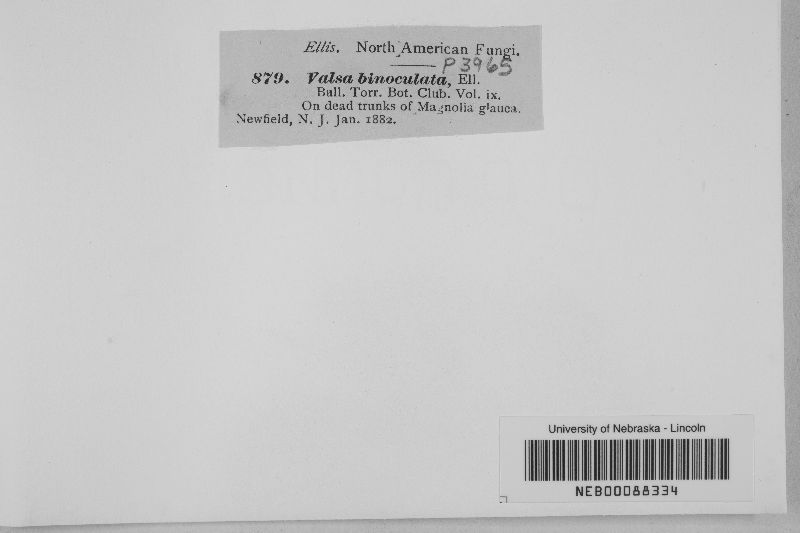 Ellis. North American Fungi.
P 3965
879. Valsa binoculata, Ell.
Bull. Torr. Bot. Club. Vol. ix.
On dead trunks of Magnolia glauca.
Newfield, N. J. Jan. 1882.
University of Nebraska - Lincoln
NEB00088334